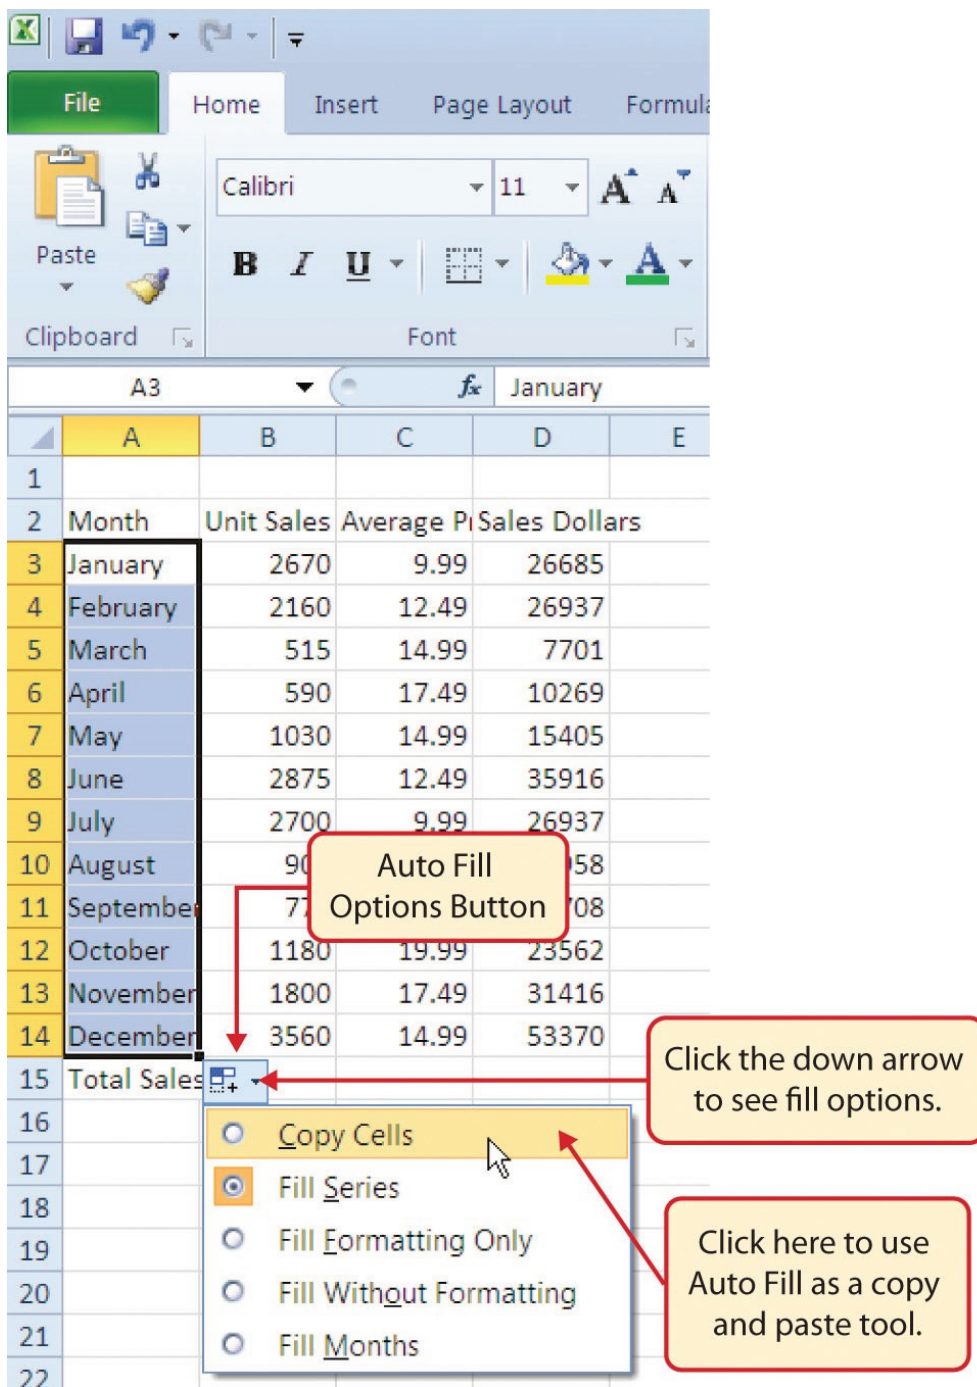 File Home Insert Page Layout Formula
Calibri 11
Paste
B I U A
Clipboard Font
A3 fx January
A B C D E
1
2 Month Unit Sales Average Pr Sales Dollars
3 January 2670 9.99 26685
4 February 2160 12.49 26937
5 March 515 14.99 7701
6 April 590 17.49 10269
7 May 1030 14.99 15405
8 June 2875 12.49 35916
9 July 2700 9.99 26937
10 August 90 958
Auto Fill
Options Button
11 September 77 708
12 October 1180 19.99 23562
13 November 1800 17.49 31416
14 December 3560 14.99 53370
15 Total Sales
Click the down arrow
to see fill options.
16
17
18
19
20
21
22
Copy Cells
Fill Series
Fill Formatting Only
Fill Without Formatting
Fill Months
Click here to use
Auto Fill as a copy
and paste tool.